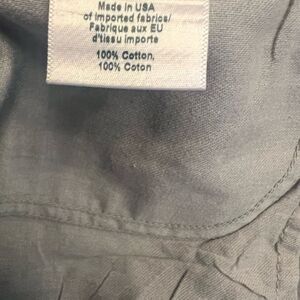 Made in USA
of imported fabrics/
Fabrique aux EU
d'tissu importe
100% Cotton,
100% Coton